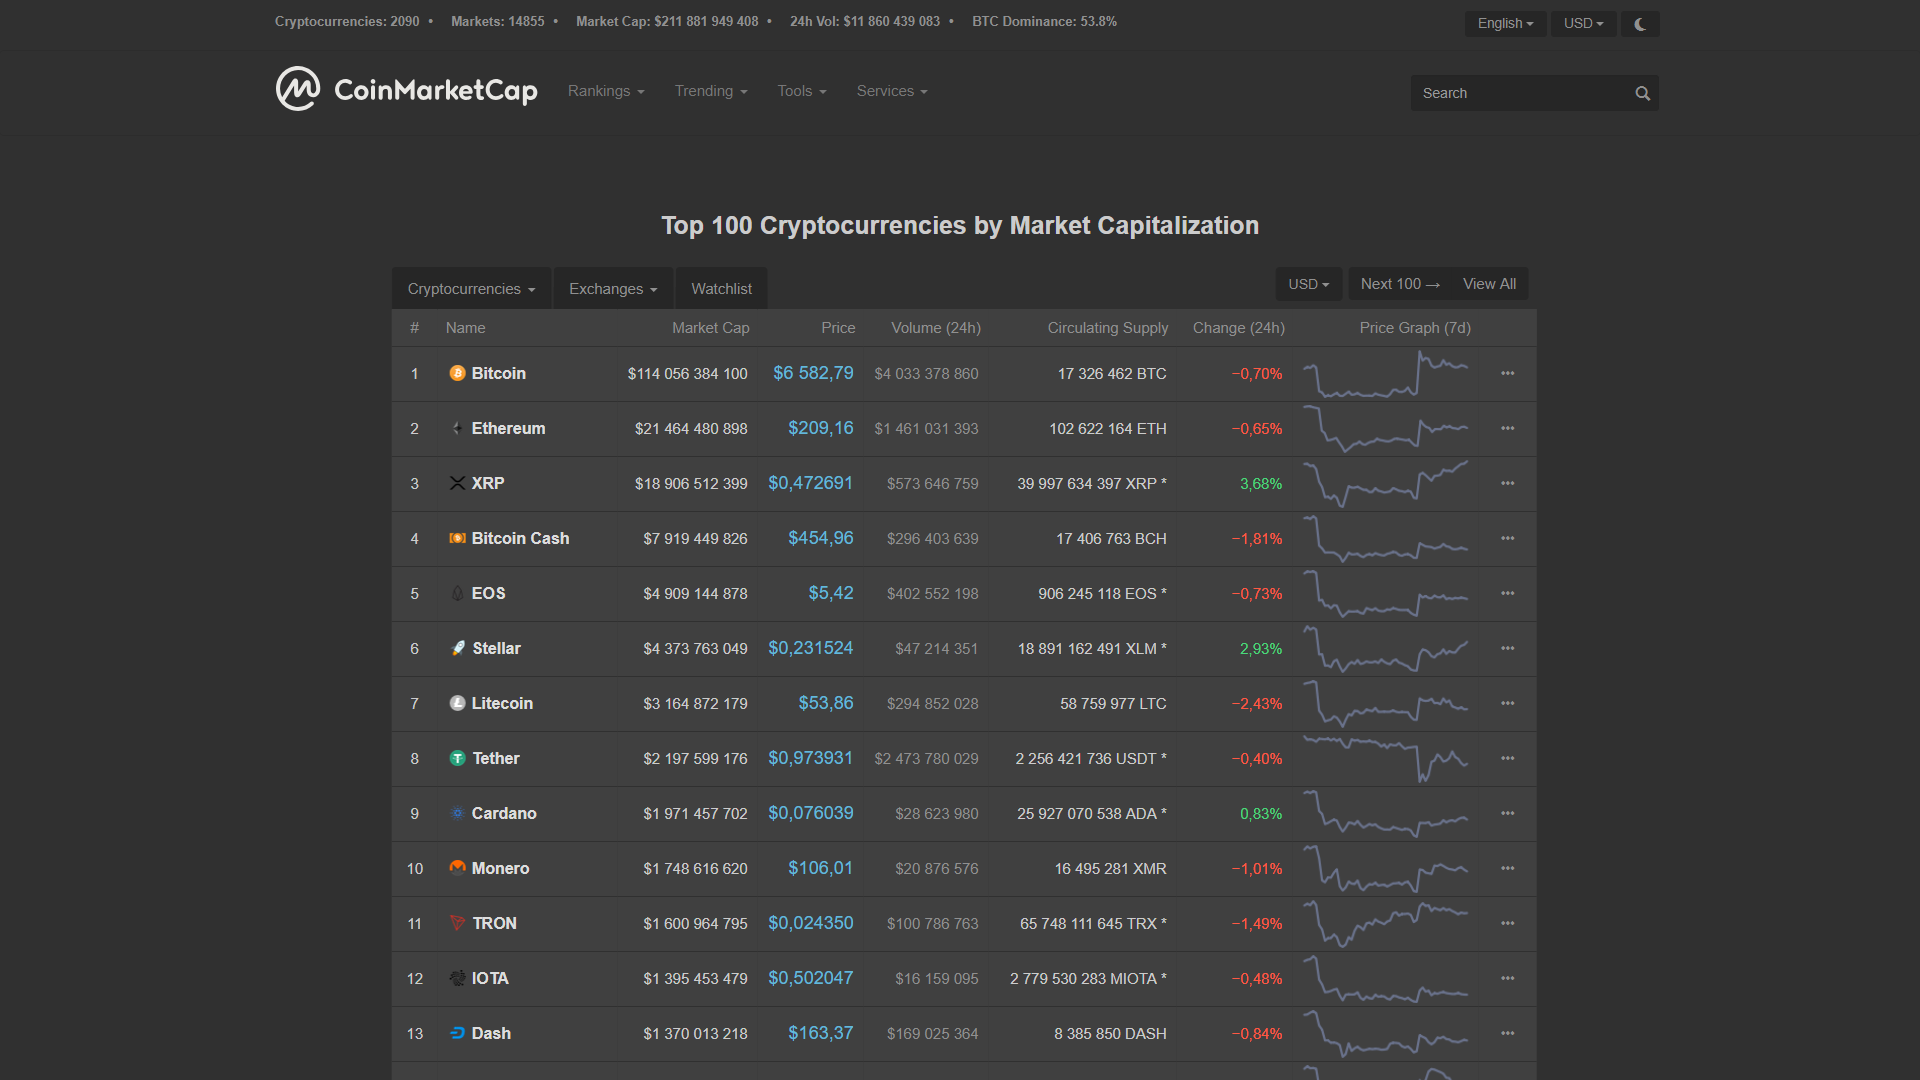 Cryptocurrencies: 2090 • Markets: 14855 • Market Cap: $211 881 949 408 • 24h Vol: $11 860 439 083 • BTC Dominance: 53.8% English USD
CoinMarketCap Rankings Trending Tools Services Search
Top 100 Cryptocurrencies by Market Capitalization
Cryptocurrencies Exchanges Watchlist USD Next 100 → View All
# Name Market Cap Price Volume (24h) Circulating Supply Change (24h) Price Graph (7d)
1 Bitcoin $114 056 384 100 $6 582,79 $4 033 378 860 17 326 462 BTC −0,70%
2 Ethereum $21 464 480 898 $209,16 $1 461 031 393 102 622 164 ETH −0,65%
3 XRP $18 906 512 399 $0,472691 $573 646 759 39 997 634 397 XRP * 3,68%
4 Bitcoin Cash $7 919 449 826 $454,96 $296 403 639 17 406 763 BCH −1,81%
5 EOS $4 909 144 878 $5,42 $402 552 198 906 245 118 EOS * −0,73%
6 Stellar $4 373 763 049 $0,231524 $47 214 351 18 891 162 491 XLM * 2,93%
7 Litecoin $3 164 872 179 $53,86 $294 852 028 58 759 977 LTC −2,43%
8 Tether $2 197 599 176 $0,973931 $2 473 780 029 2 256 421 736 USDT * −0,40%
9 Cardano $1 971 457 702 $0,076039 $28 623 980 25 927 070 538 ADA * 0,83%
10 Monero $1 748 616 620 $106,01 $20 876 576 16 495 281 XMR −1,01%
11 TRON $1 600 964 795 $0,024350 $100 786 763 65 748 111 645 TRX * −1,49%
12 IOTA $1 395 453 479 $0,502047 $16 159 095 2 779 530 283 MIOTA * −0,48%
13 Dash $1 370 013 218 $163,37 $169 025 364 8 385 850 DASH −0,84%